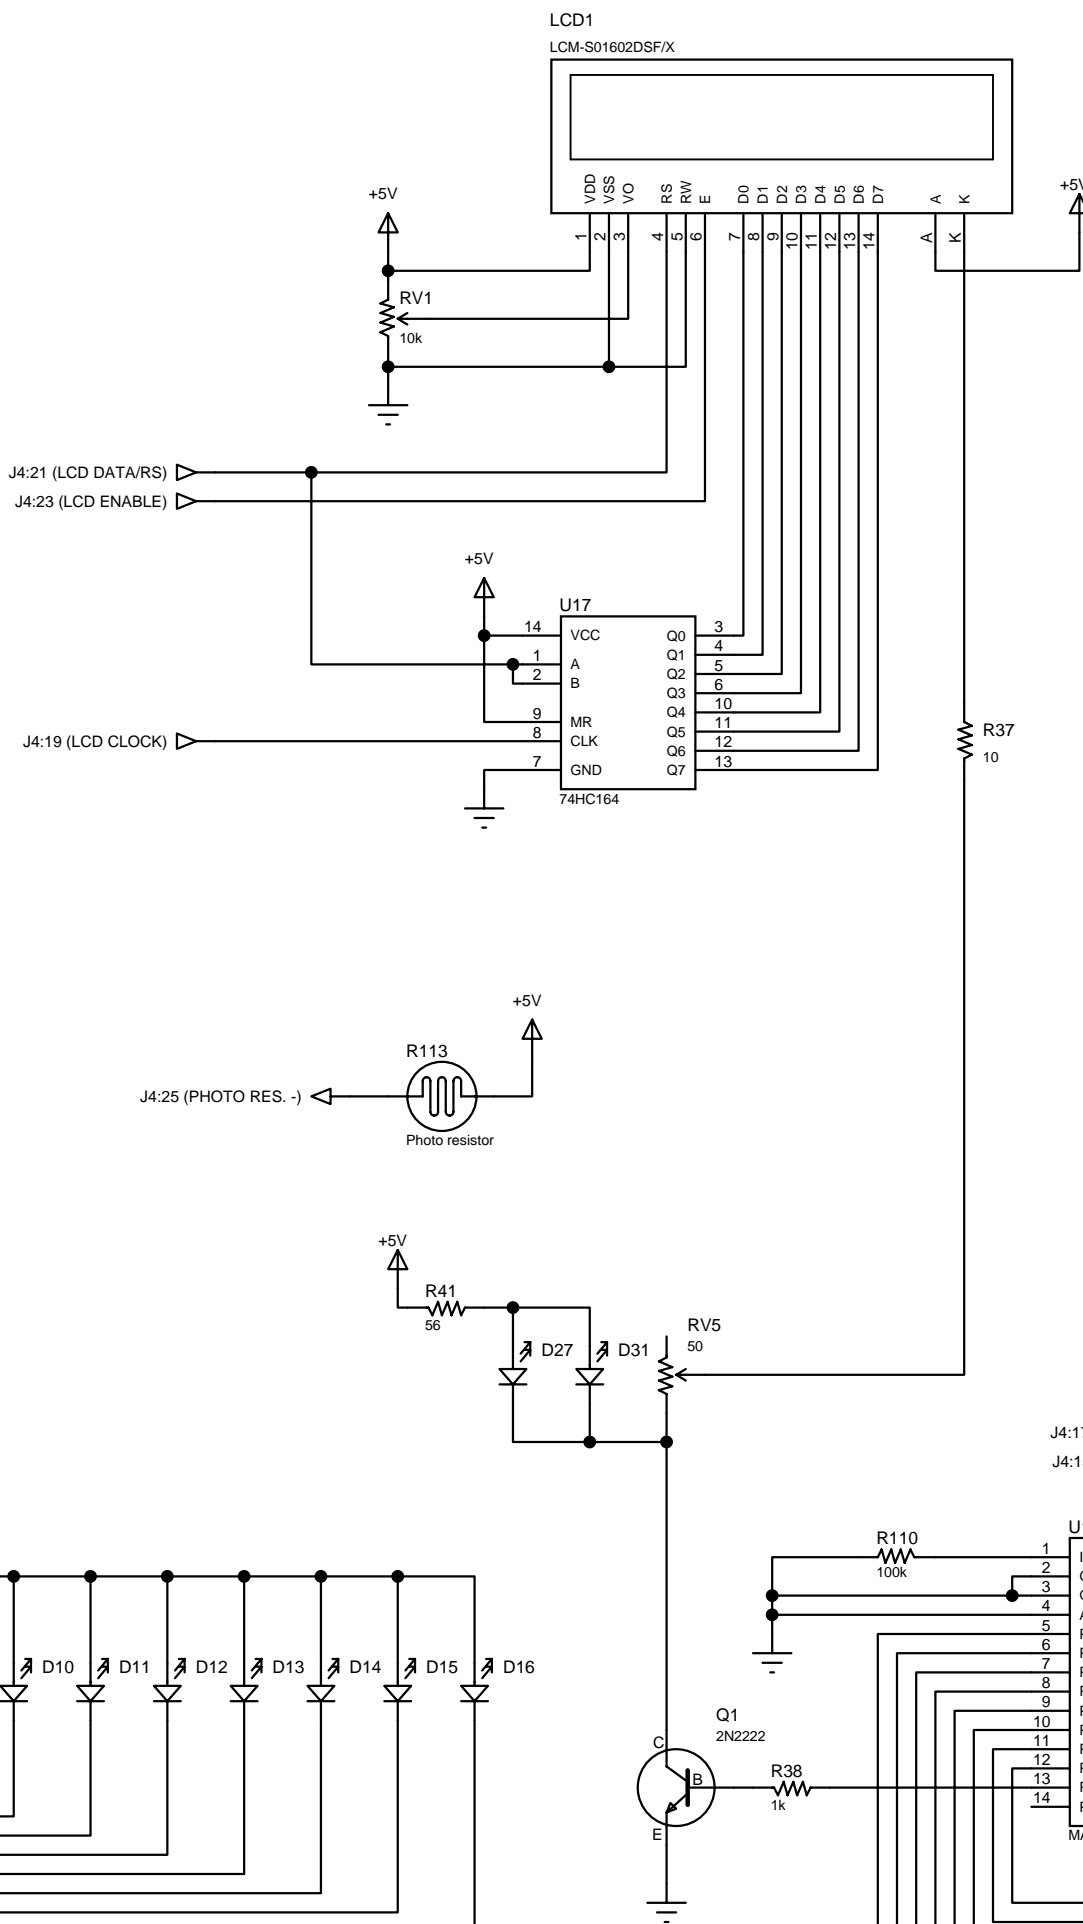 LCD1
LCM-S01602DSF/X
VDD
VSS
VO
RS
RW
E
D0
D1
D2
D3
D4
D5
D6
D7
A
K
1
2
3
4
5
6
7
8
9
10
11
12
13
14
A
K
+5V
+5V
RV1
10k
J4:21 (LCD DATA/RS)
J4:23 (LCD ENABLE)
+5V
U17
14 VCC
1 A
2 B
9 MR
8 CLK
7 GND
Q0 3
Q1 4
Q2 5
Q3 6
Q4 10
Q5 11
Q6 12
Q7 13
74HC164
J4:19 (LCD CLOCK)
R37
10
+5V
R113
J4:25 (PHOTO RES. -)
Photo resistor
+5V
R41
56
D27
D31
RV5
50
J4:17
J4:1
R110
100k
1
2
3
4
5
6
7
8
9
10
11
12
13
14
D10
D11
D12
D13
D14
D15
D16
Q1
2N2222
C
B
E
R38
1k